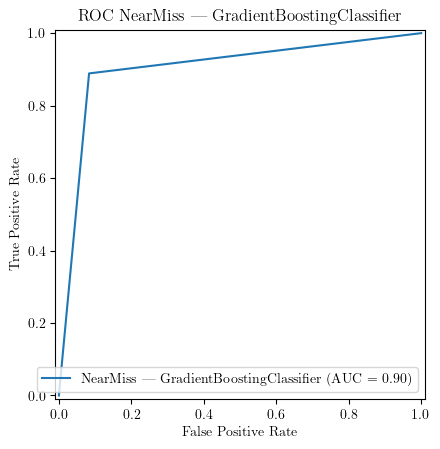 ROC NearMiss — GradientBoostingClassifier
1.0
0.8
0.6
0.4
0.2
0.0
True Positive Rate
NearMiss — GradientBoostingClassifier (AUC = 0.90)
0.0 0.2 0.4 0.6 0.8 1.0
False Positive Rate